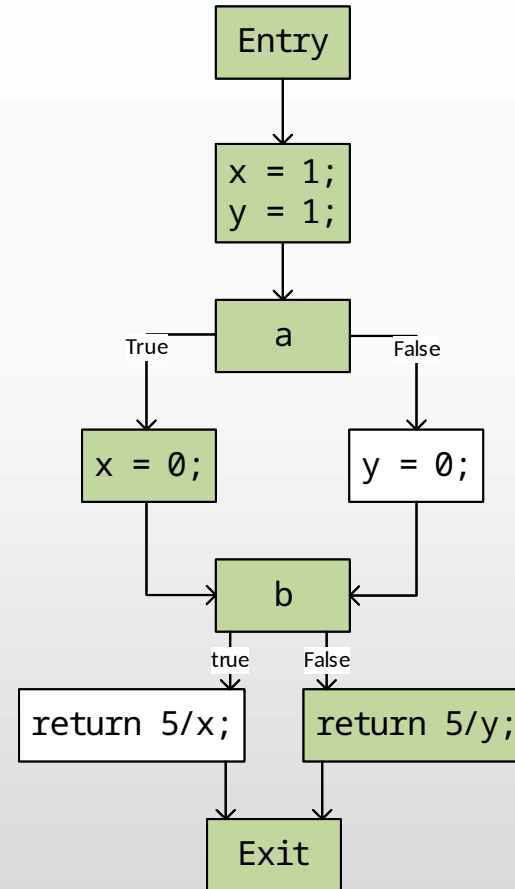 Entry
x = 1;
y = 1;
a
True
False
x = 0;
y = 0;
b
true
False
return 5/x;
return 5/y;
Exit